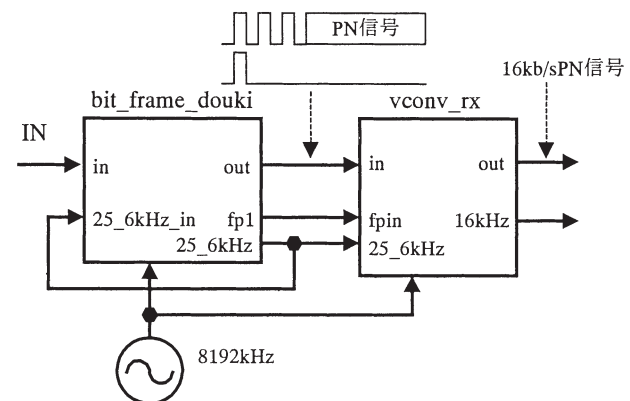 PN信号
16kb/sPN信号
bit_frame_douki
vconv_rx
IN
in
out
in
out
25_6kHz_in
fp1
fpin
16kHz
25_6kHz
25_6kHz
8192kHz